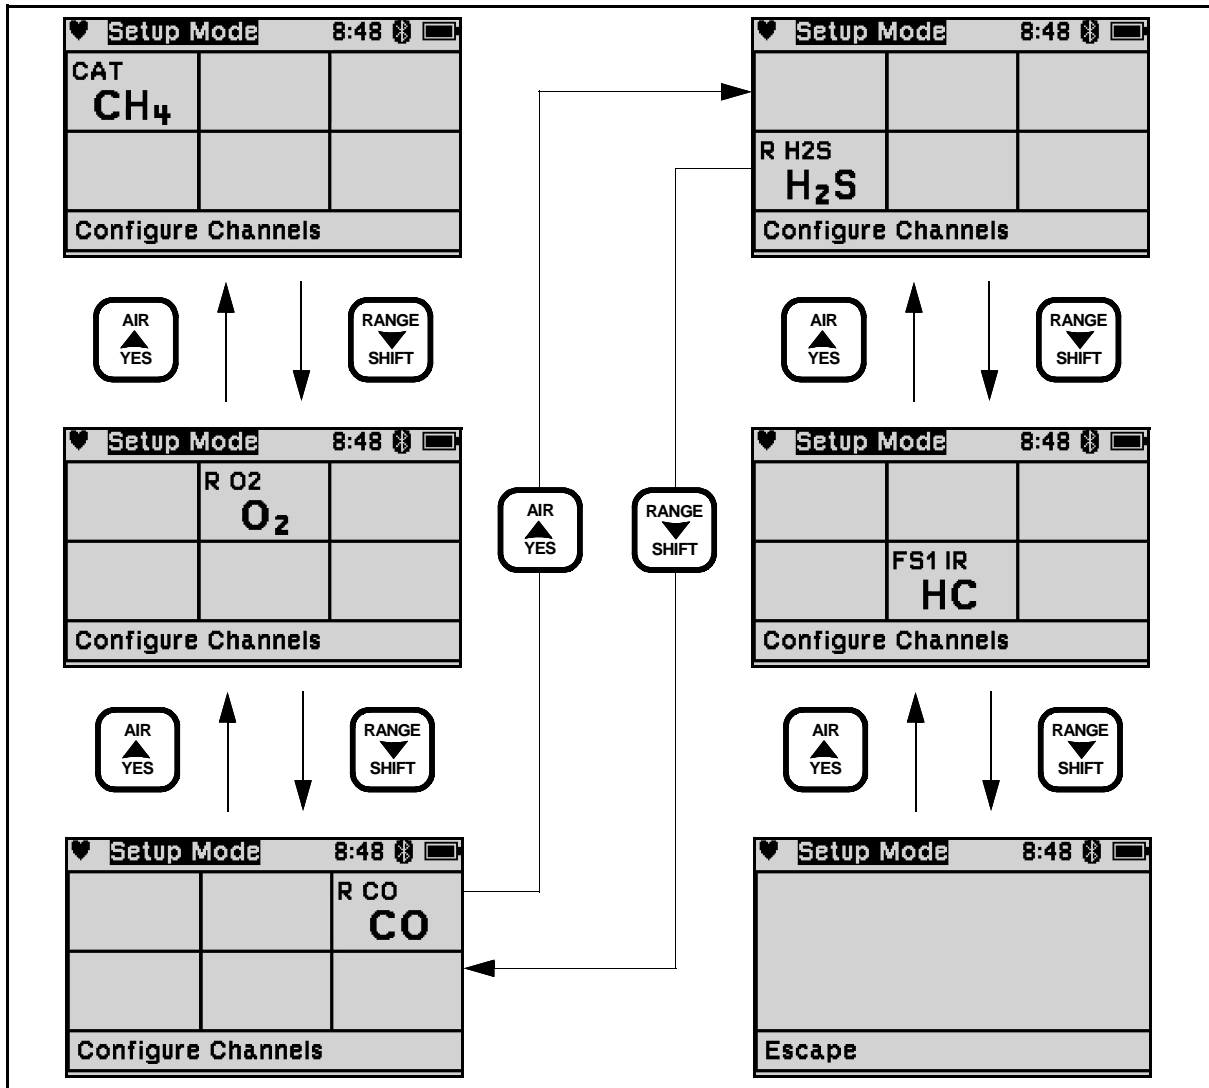 Setup Mode 8:48
CAT
CH₄
Configure Channels
AIR
YES
RANGE
SHIFT
Setup Mode 8:48
R O2
O₂
Configure Channels
AIR
YES
RANGE
SHIFT
Setup Mode 8:48
R CO
CO
Configure Channels
AIR
YES
RANGE
SHIFT
Setup Mode 8:48
R H2S
H₂S
Configure Channels
AIR
YES
RANGE
SHIFT
Setup Mode 8:48
FS1 IR
HC
Configure Channels
AIR
YES
RANGE
SHIFT
Setup Mode 8:48
Escape